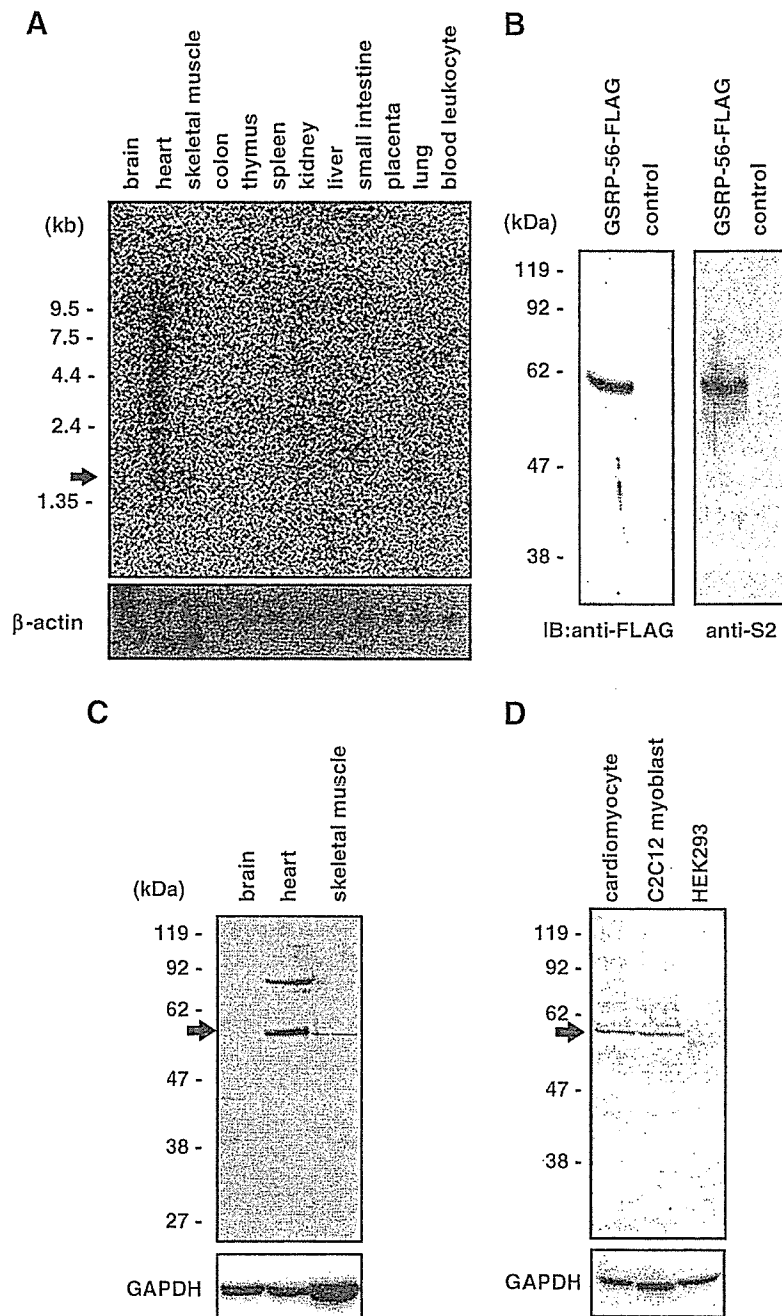 A
brain
heart
skeletal muscle
colon
thymus
spleen
kidney
liver
small intestine
placenta
lung
blood leukocyte
(kb)
9.5 -
7.5 -
4.4 -
2.4 -
1.35 -
β-actin
B
GSRP-56-FLAG
control
GSRP-56-FLAG
control
(kDa)
119 -
92 -
62 -
47 -
38 -
IB:anti-FLAG
anti-S2
C
brain
heart
skeletal muscle
(kDa)
119 -
92 -
62 -
47 -
38 -
27 -
GAPDH
D
cardiomyocyte
C2C12 myoblast
HEK293
119 -
92 -
62 -
47 -
38 -
GAPDH